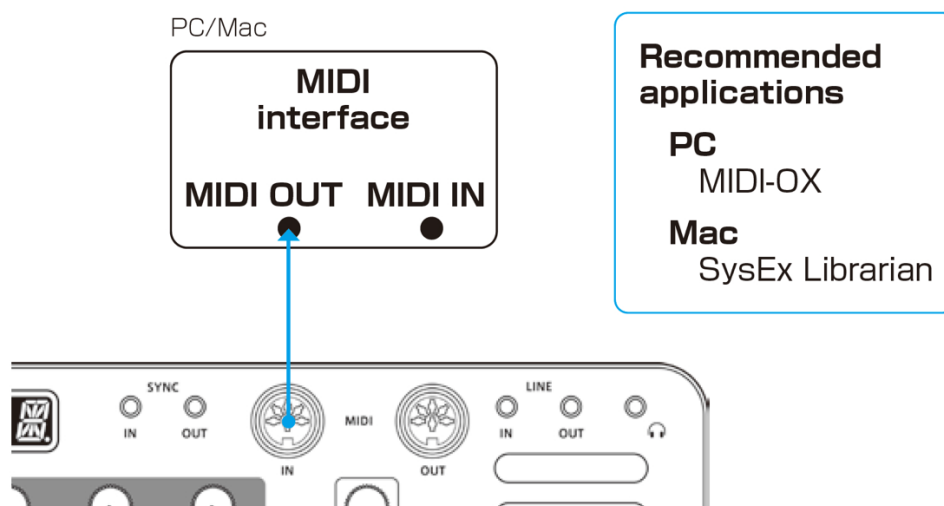 PC/Mac
MIDI
interface
MIDI OUT MIDI IN
Recommended
applications
PC
MIDI-OX
Mac
SysEx Librarian
SYNC
IN
OUT
MIDI
IN
OUT
LINE
IN
OUT